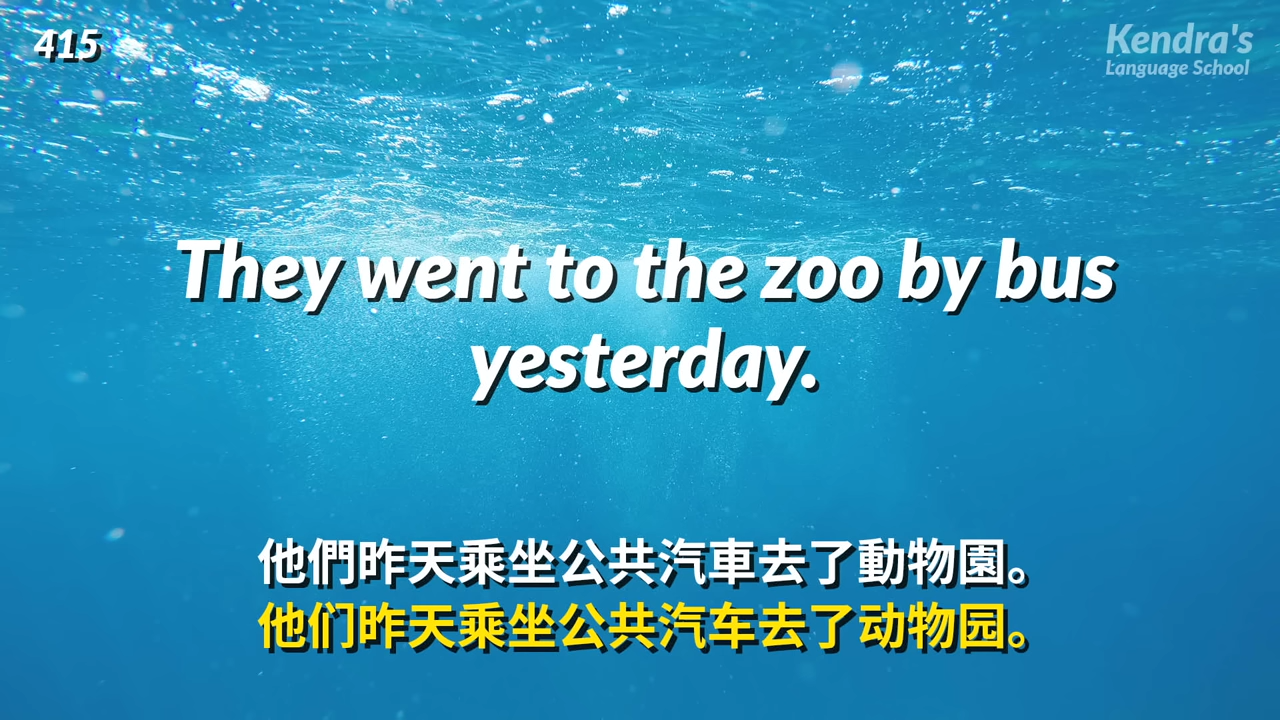 415
Kendra's
Language School
They went to the zoo by bus
yesterday.
他們昨天乘坐公共汽車去了動物園。
他们昨天乘坐公共汽车去了动物园。